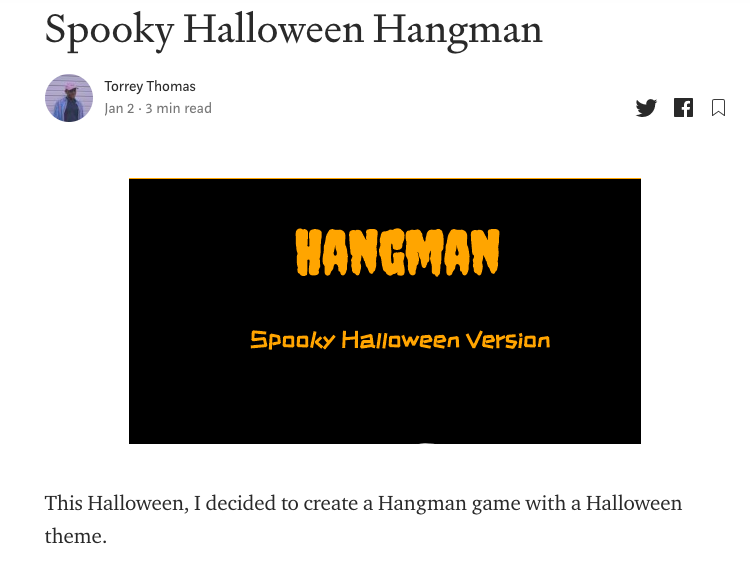 Spooky Halloween Hangman
Torrey Thomas
Jan 2 · 3 min read
HANGMAN
Spooky Halloween Version
This Halloween, I decided to create a Hangman game with a Halloween
theme.